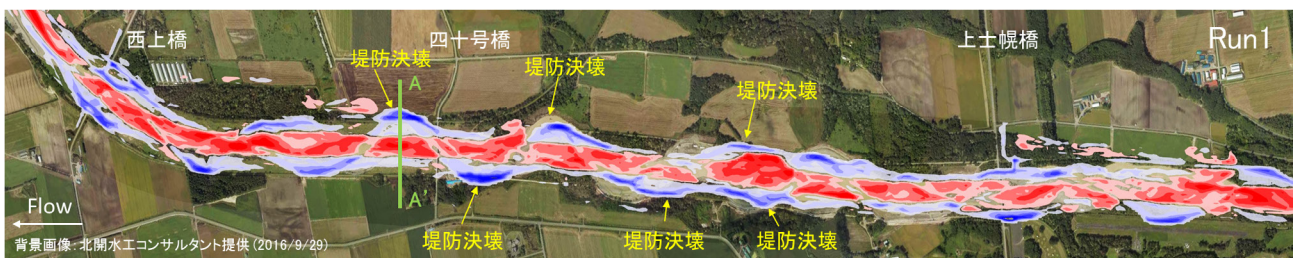 西上橋
四十号橋
上士幌橋
Run1
堤防決壊
堤防決壊
堤防決壊
A
A'
Flow
堤防決壊
堤防決壊
堤防決壊
背景画像:北開水工コンサルタント提供(2016/9/29)